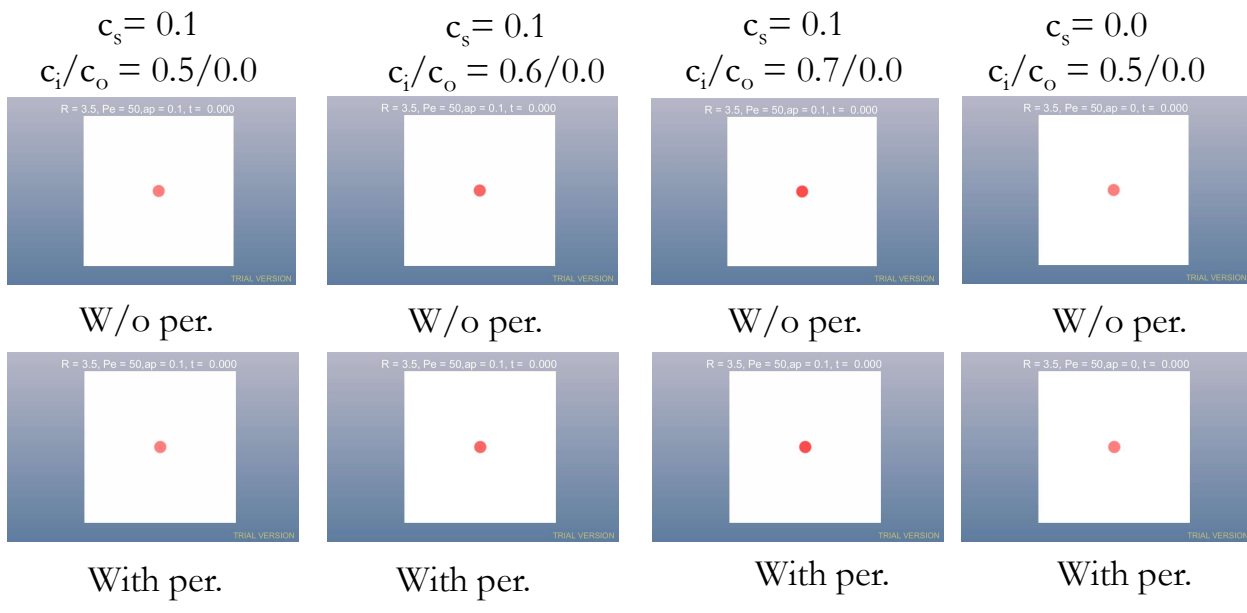 cs= 0.1
ci/co = 0.5/0.0
cs= 0.1
ci/co = 0.6/0.0
cs= 0.1
ci/co = 0.7/0.0
cs= 0.0
ci/co = 0.5/0.0
R = 3.5, Pe = 50,ap = 0.1, t = 0.000
R = 3.5, Pe = 50,ap = 0.1, t = 0.000
R = 3.5, Pe = 50,ap = 0.1, t = 0.000
R = 3.5, Pe = 50,ap = 0, t = 0.000
TRIAL VERSION
TRIAL VERSION
TRIAL VERSION
TRIAL VERSION
W/o per.
W/o per.
W/o per.
W/o per.
R = 3.5, Pe = 50,ap = 0.1, t = 0.000
R = 3.5, Pe = 50,ap = 0.1, t = 0.000
R = 3.5, Pe = 50,ap = 0.1, t = 0.000
R = 3.5, Pe = 50,ap = 0, t = 0.000
TRIAL VERSION
TRIAL VERSION
TRIAL VERSION
TRIAL VERSION
With per.
With per.
With per.
With per.